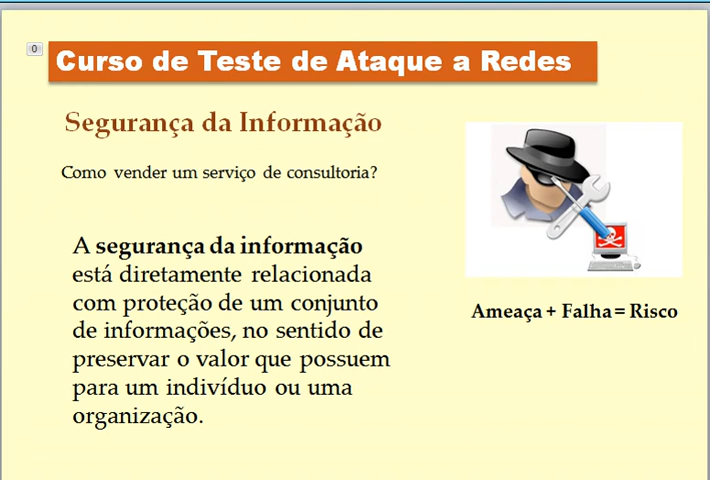 0
Curso de Teste de Ataque a Redes
Segurança da Informação
Como vender um serviço de consultoria?
A segurança da informação
está diretamente relacionada
com proteção de um conjunto
de informações, no sentido de
preservar o valor que possuem
para um indivíduo ou uma
organização.
Ameaça + Falha = Risco